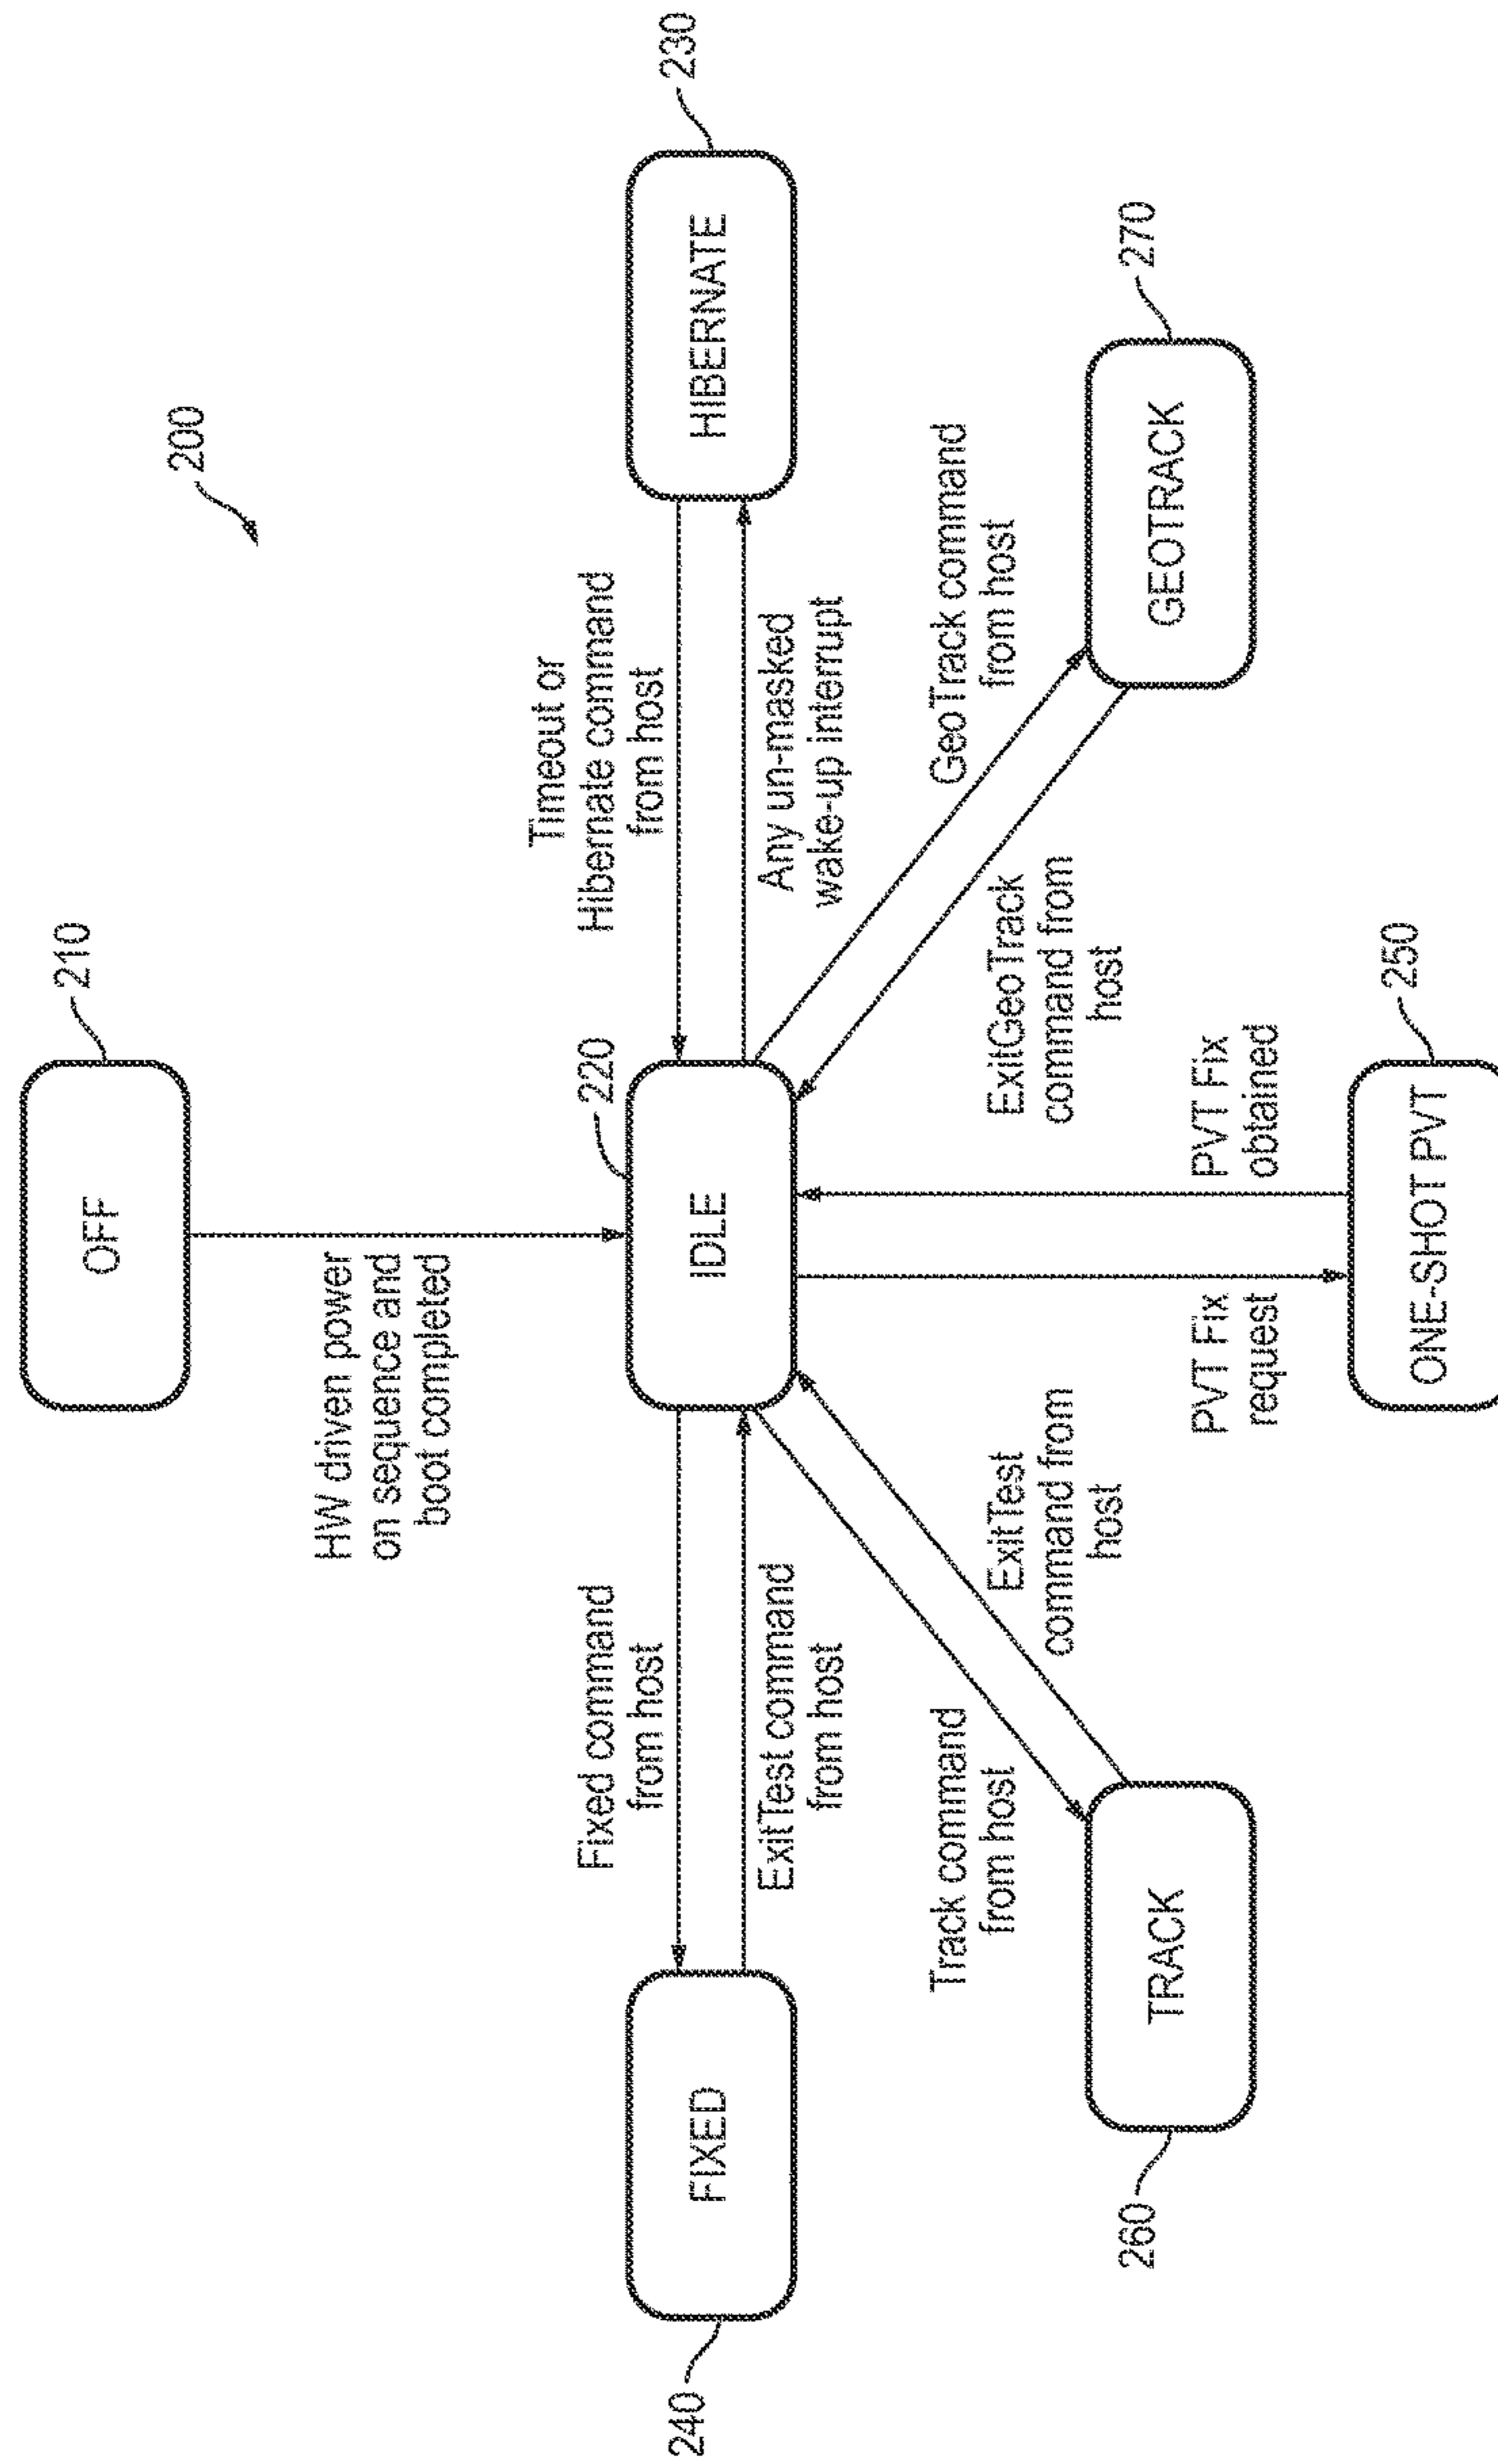 200
OFF
210
HW driven power
on sequence and
boot completed
240
FIXED
Fixed command
from host
ExitTest command
from host
IDLE
220
Timeout or
Hibernate command
from host
Any un-masked
wake-up interrupt
HIBERNATE
230
260
TRACK
Track command
from host
ExitTest
command from
host
PVT Fix
request
PVT Fix
obtained
ONE-SHOT PVT
250
ExitGeoTrack
command from
host
GeoTrack command
from host
GEOTRACK
270